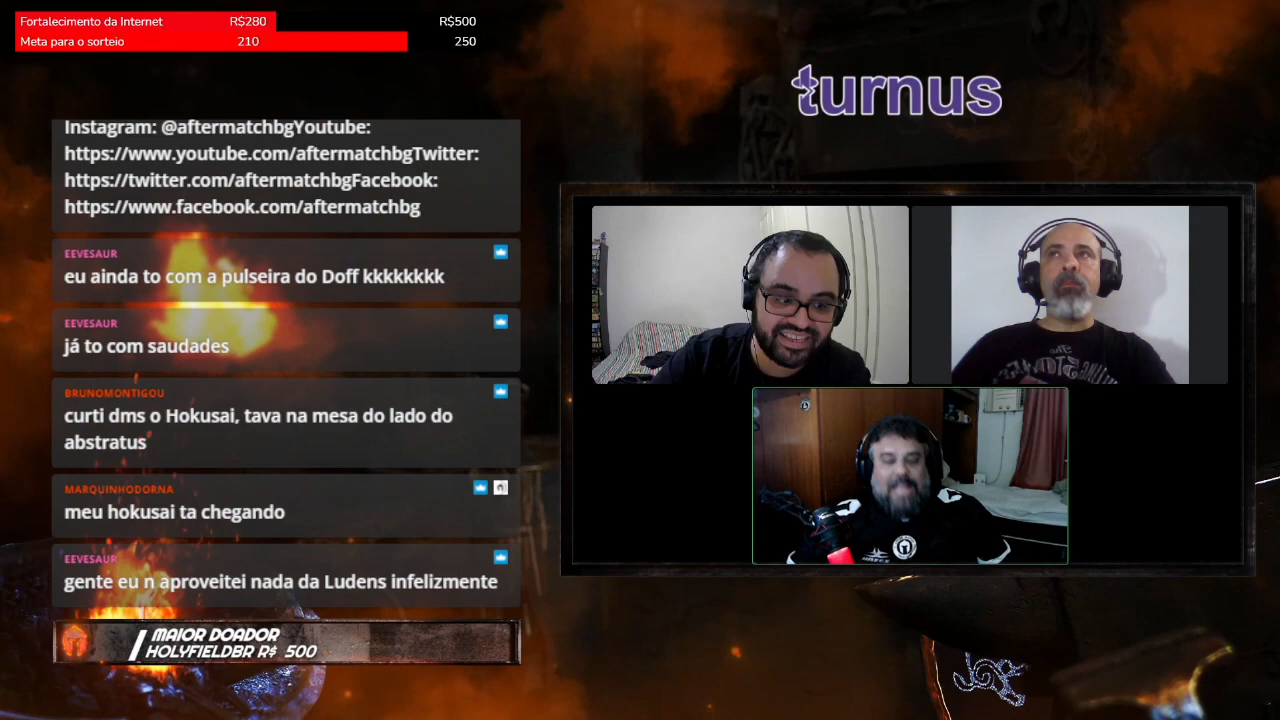 Fortalecimento da Internet R$280 R$500
Meta para o sorteio 210 250
turnus
Instagram: @aftermatchbgYoutube:
https://www.youtube.com/aftermatchbgTwitter:
https://twitter.com/aftermatchbgFacebook:
https://www.facebook.com/aftermatchbg
EEVESAUR
eu ainda to com a pulseira do Doff kkkkkkkk
EEVESAUR
já to com saudades
BRUNOMONTIGOU
curti dms o Hokusai, tava na mesa do lado do
abstratus
MARQUINHODORNA
meu hokusai ta chegando
EEVESAUR
gente eu n aproveitei nada da Ludens infelizmente
MAIOR DOADOR
HOLYFIELDBR R$ 500